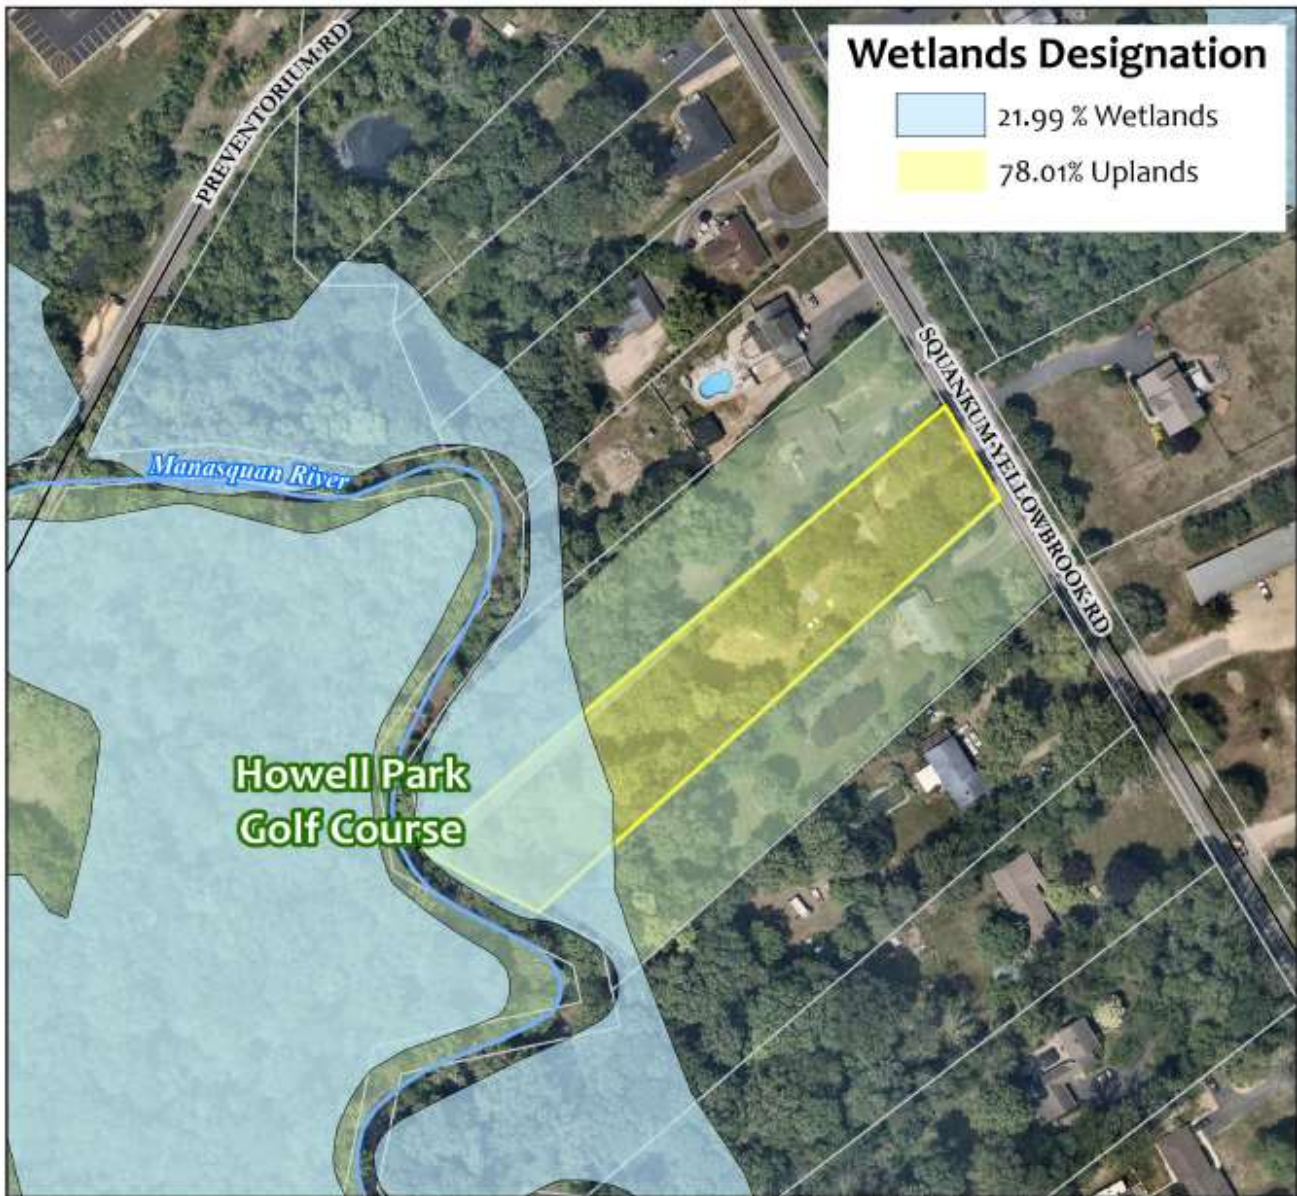 Wetlands Designation
21.99 % Wetlands
78.01% Uplands
PREVENTORIUM RD
SQUANKUM-YELLOWBROOK RD
Manasquan River
Howell Park
Golf Course